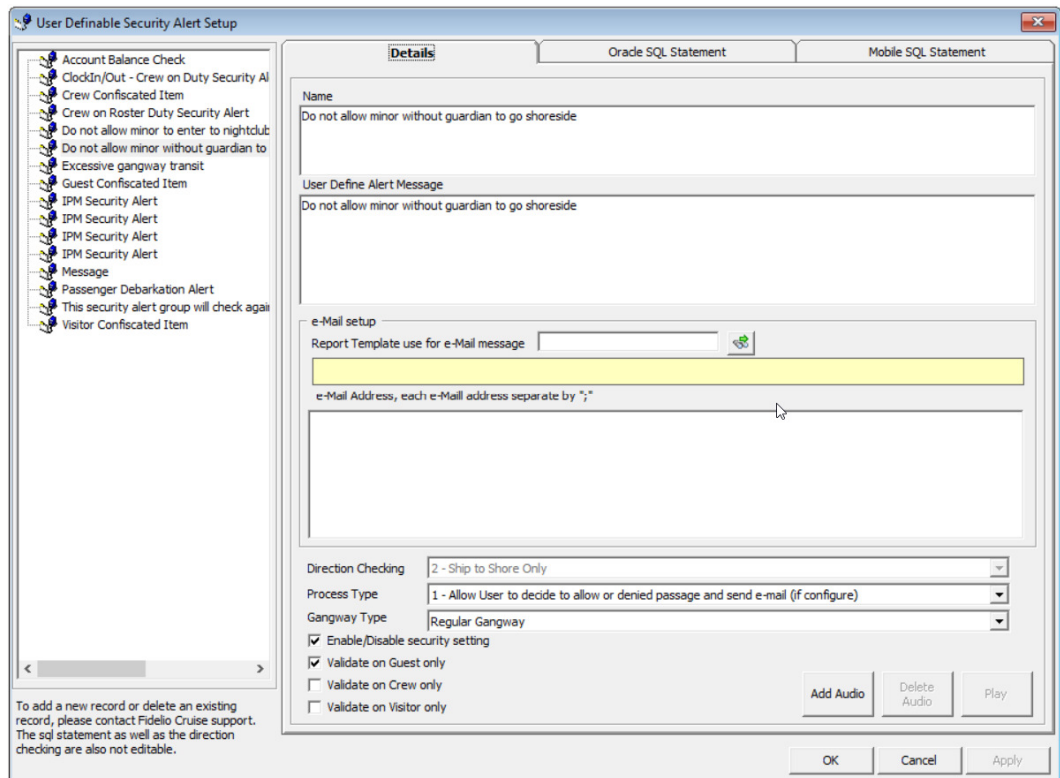 User Definable Security Alert Setup
Account Balance Check
ClockIn/Out - Crew on Duty Security Al
Crew Confiscated Item
Crew on Roster Duty Security Alert
Do not allow minor to enter to nightclub
Do not allow minor without guardian to
Excessive gangway transit
Guest Confiscated Item
IPM Security Alert
IPM Security Alert
IPM Security Alert
IPM Security Alert
Message
Passenger Debarkation Alert
This security alert group will check again
Visitor Confiscated Item
To add a new record or delete an existing
record, please contact Fidelio Cruise support.
The sql statement as well as the direction
checking are also not editable.
Details
Oracle SQL Statement
Mobile SQL Statement
Name
Do not allow minor without guardian to go shoreside
User Define Alert Message
Do not allow minor without guardian to go shoreside
e-Mail setup
Report Template use for e-Mail message
e-Mail Address, each e-Maill address separate by ";"
Direction Checking
2 - Ship to Shore Only
Process Type
1 - Allow User to decide to allow or denied passage and send e-mail (if configure)
Gangway Type
Regular Gangway
Enable/Disable security setting
Validate on Guest only
Validate on Crew only
Validate on Visitor only
Add Audio
Delete
Audio
Play
OK
Cancel
Apply